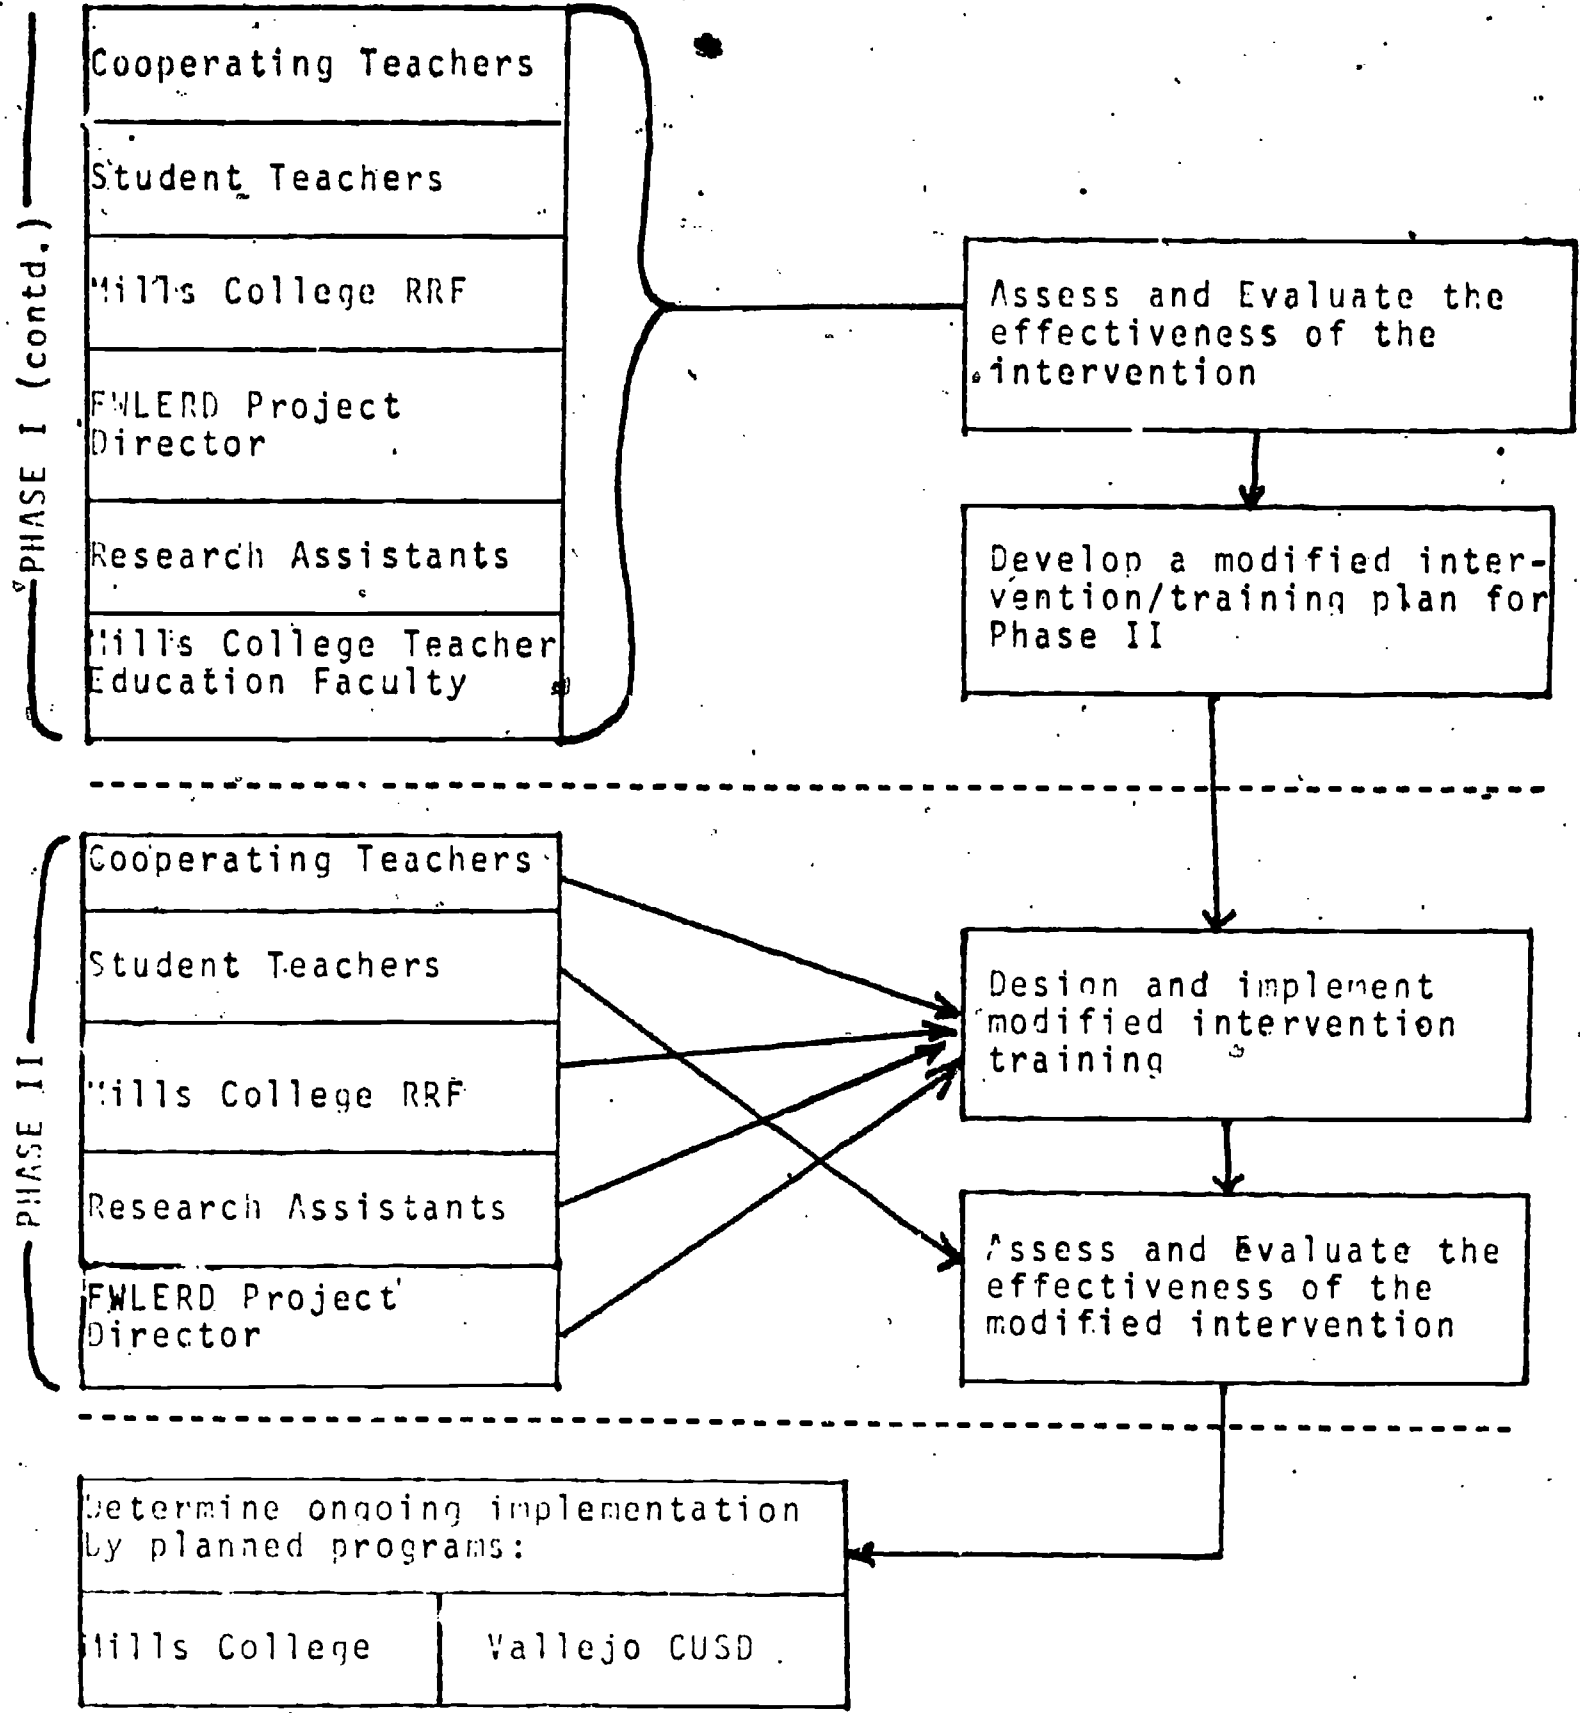 PHASE I (contd.)
Cooperating Teachers
Student Teachers
Mills College RRF
FWLERD Project
Director
Research Assistants
Mills College Teacher
Education Faculty
Assess and Evaluate the
effectiveness of the
intervention
Develop a modified inter-
vention/training plan for
Phase II
PHASE II
Cooperating Teachers
Student Teachers
Mills College RRF
Research Assistants
FWLERD Project
Director
Design and implement
modified intervention
training
Assess and Evaluate the
effectiveness of the
modified intervention
Determine ongoing implementation
by planned programs:
Mills College
Vallejo CUSD